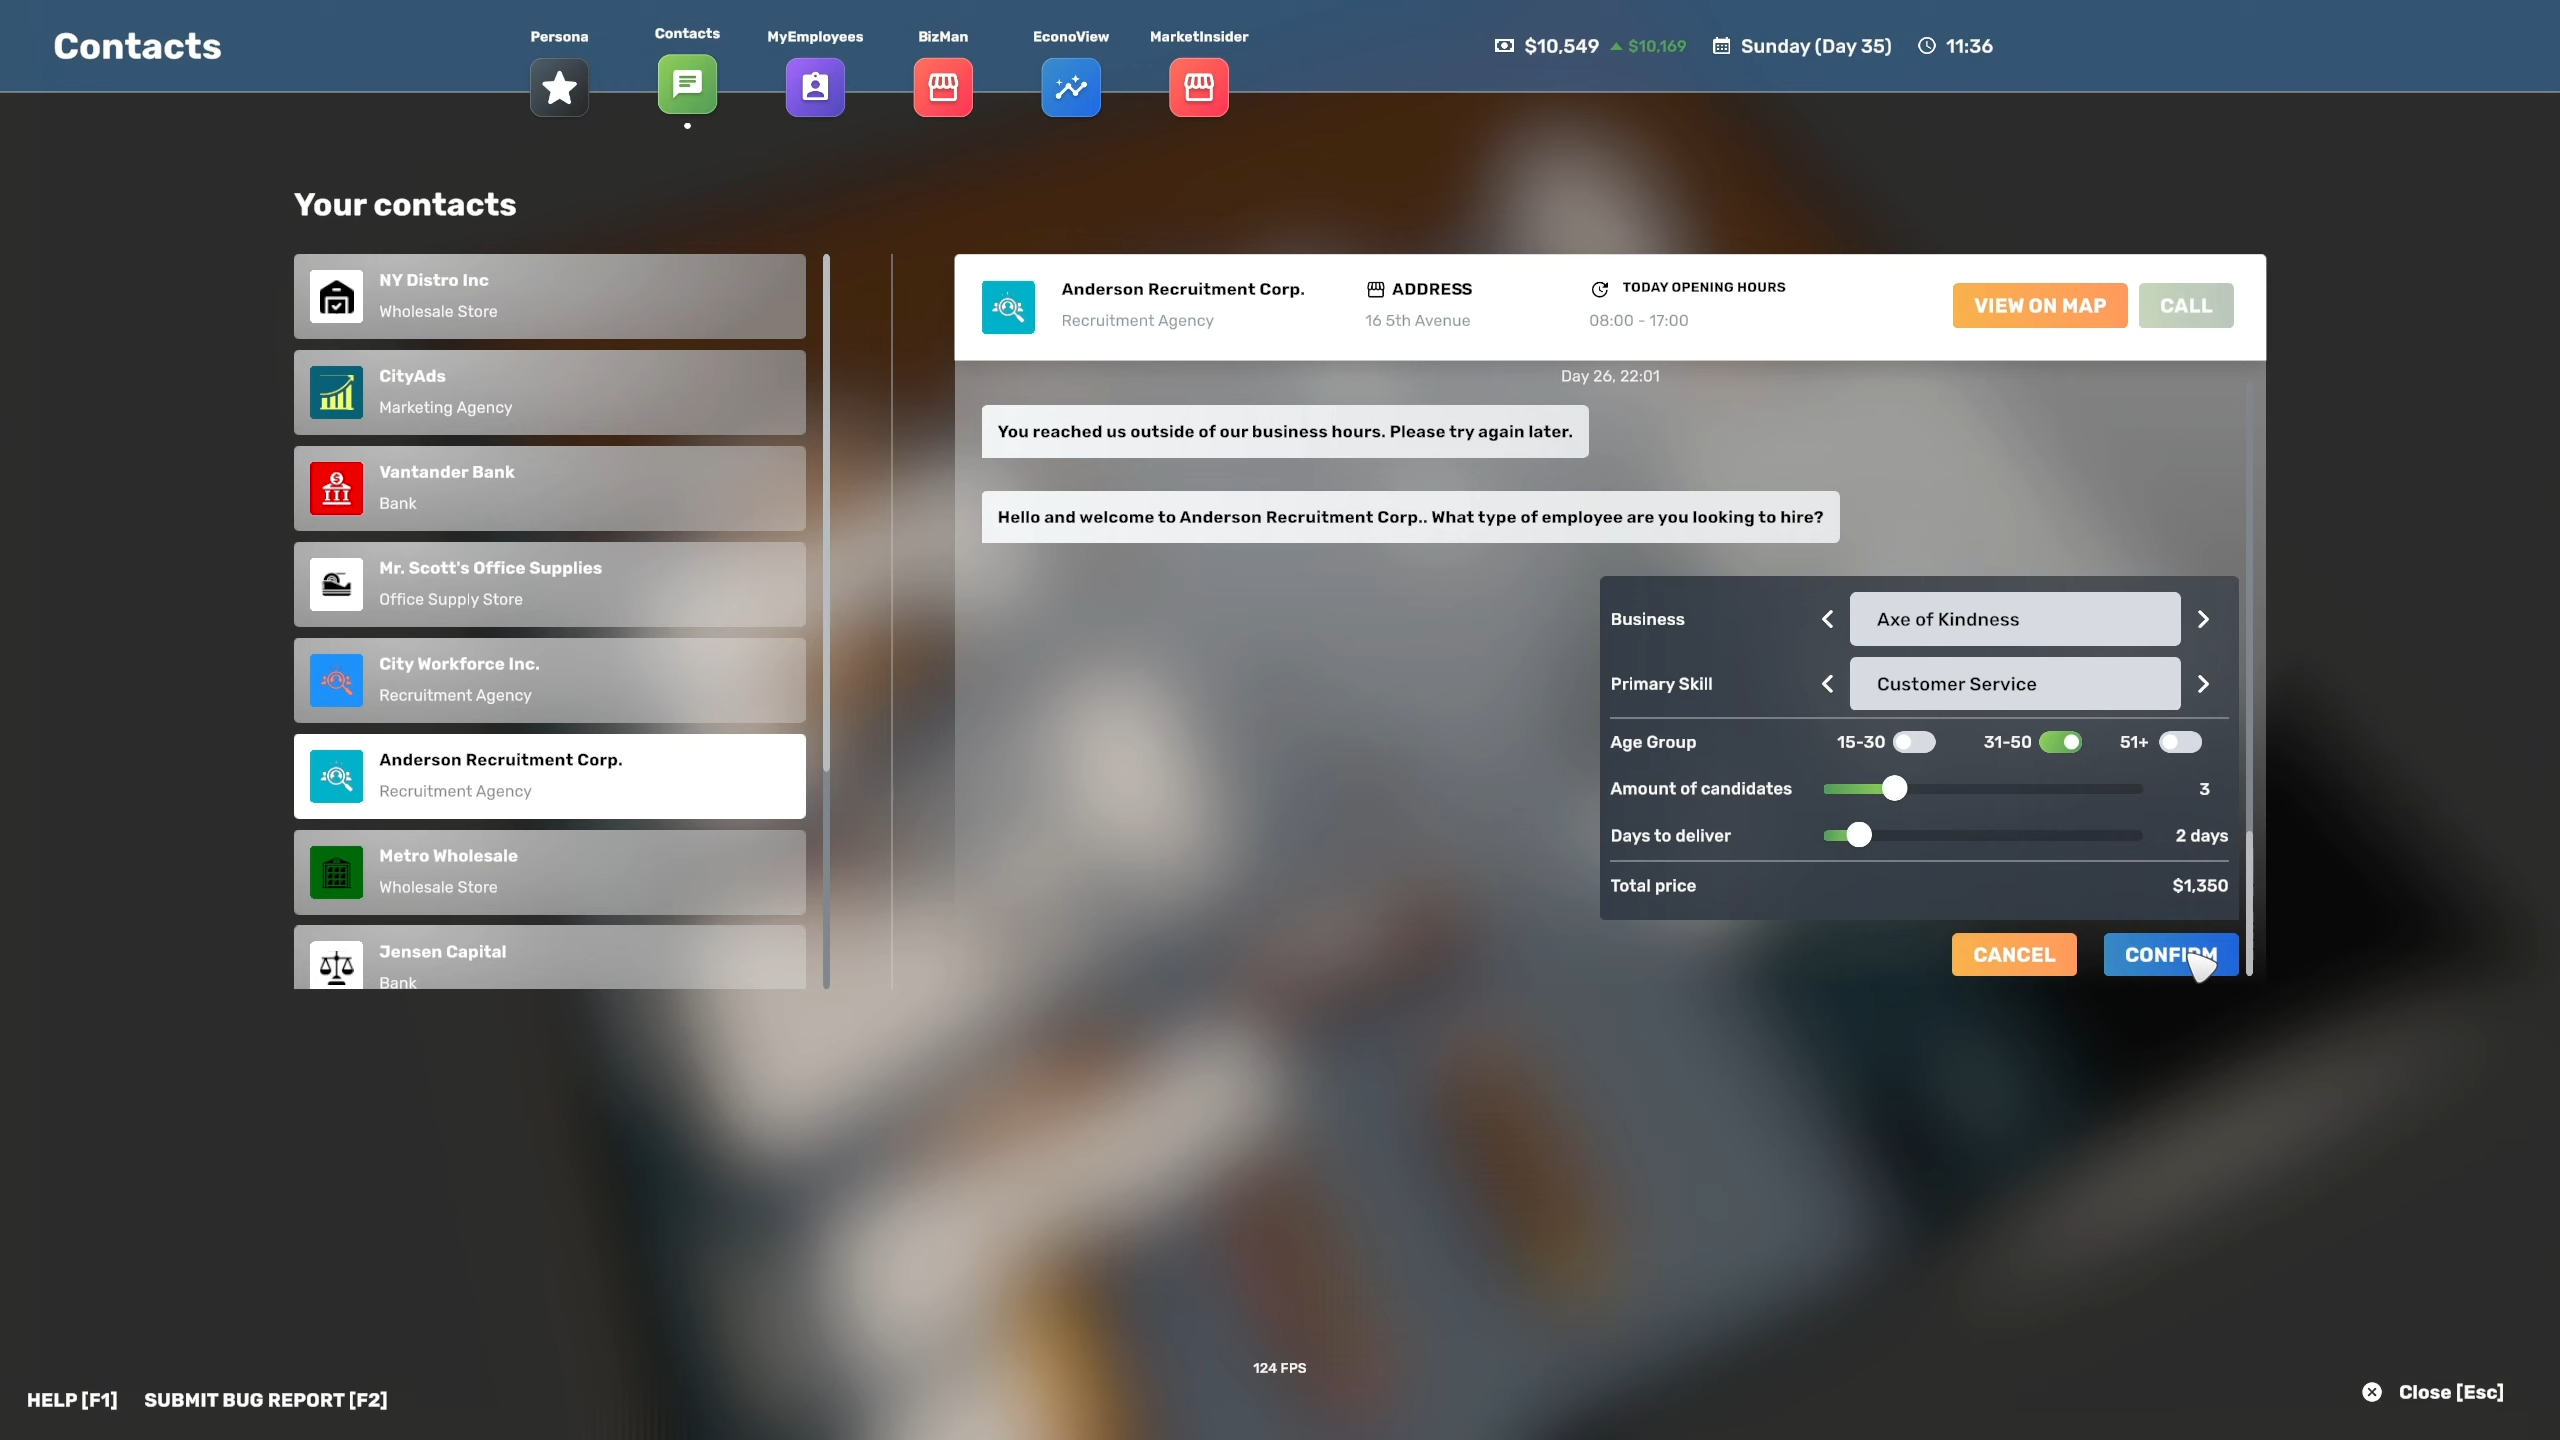 Contacts
Persona
Contacts
MyEmployees
BizMan
EconoView
MarketInsider
$10,549
$10,169
Sunday (Day 35)
11:36
Your contacts
NY Distro Inc
Wholesale Store
CityAds
Marketing Agency
Vantander Bank
Bank
Mr. Scott's Office Supplies
Office Supply Store
City Workforce Inc.
Recruitment Agency
Anderson Recruitment Corp.
Recruitment Agency
Metro Wholesale
Wholesale Store
Jensen Capital
Bank
Anderson Recruitment Corp.
Recruitment Agency
ADDRESS
16 5th Avenue
TODAY OPENING HOURS
08:00 - 17:00
VIEW ON MAP
CALL
Day 26, 22:01
You reached us outside of our business hours. Please try again later.
Hello and welcome to Anderson Recruitment Corp.. What type of employee are you looking to hire?
Business
Axe of Kindness
Primary Skill
Customer Service
Age Group
15-30
31-50
51+
Amount of candidates
3
Days to deliver
2 days
Total price
$1,350
CANCEL
CONFIRM
124 FPS
HELP [F1]
SUBMIT BUG REPORT [F2]
Close [Esc]